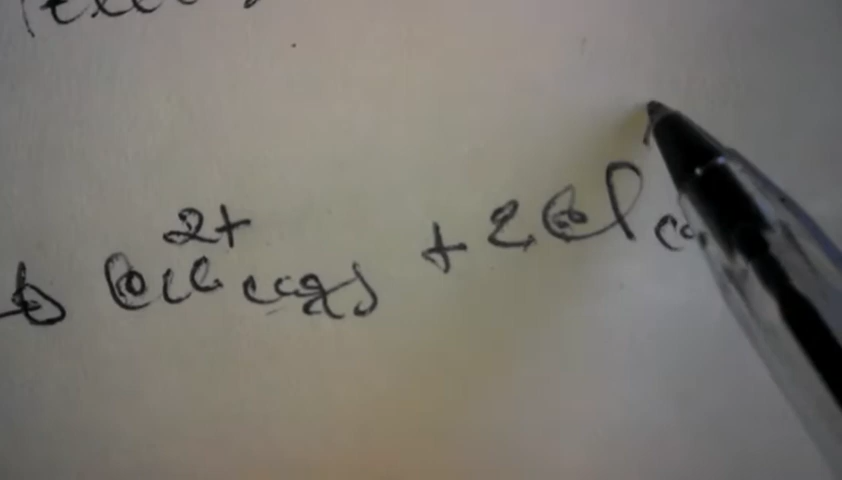 → Cu²⁺ (aq) + 2Cl (a